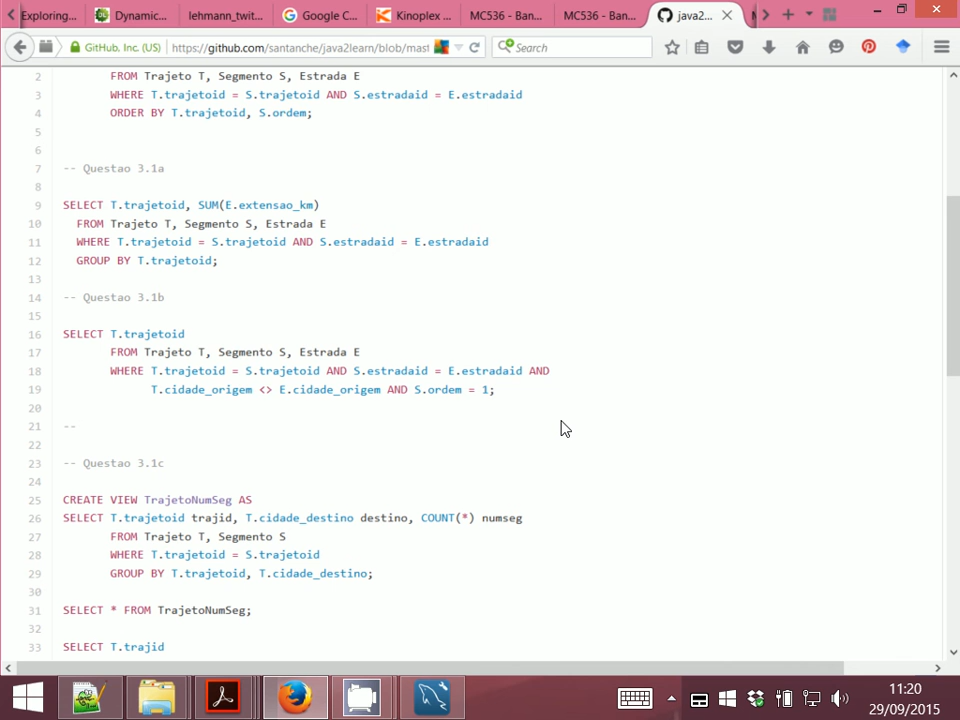 Exploring...
Dynamic...
lehmann_twit...
Google C...
Kinoplex ...
MC536 - Ban...
MC536 - Ban...
java2...
GitHub, Inc. (US)
https://github.com/santanche/java2learn/blob/mast
Search
2 FROM Trajeto T, Segmento S, Estrada E
3 WHERE T.trajetoid = S.trajetoid AND S.estradaid = E.estradaid
4 ORDER BY T.trajetoid, S.ordem;
5
6
7 -- Questao 3.1a
8
9 SELECT T.trajetoid, SUM(E.extensao_km)
10 FROM Trajeto T, Segmento S, Estrada E
11 WHERE T.trajetoid = S.trajetoid AND S.estradaid = E.estradaid
12 GROUP BY T.trajetoid;
13
14 -- Questao 3.1b
15
16 SELECT T.trajetoid
17 FROM Trajeto T, Segmento S, Estrada E
18 WHERE T.trajetoid = S.trajetoid AND S.estradaid = E.estradaid AND
19 T.cidade_origem <> E.cidade_origem AND S.ordem = 1;
20
21 --
22
23 -- Questao 3.1c
24
25 CREATE VIEW TrajetoNumSeg AS
26 SELECT T.trajetoid trajid, T.cidade_destino destino, COUNT(*) numseg
27 FROM Trajeto T, Segmento S
28 WHERE T.trajetoid = S.trajetoid
29 GROUP BY T.trajetoid, T.cidade_destino;
30
31 SELECT * FROM TrajetoNumSeg;
32
33 SELECT T.trajid
11:20
29/09/2015